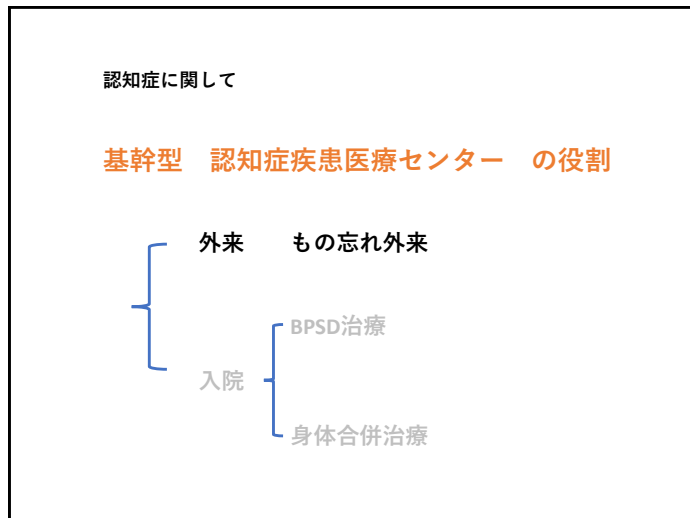 認知症に関して
基幹型　認知症疾患医療センター　の役割
外来　　もの忘れ外来
BPSD治療
入院
身体合併治療